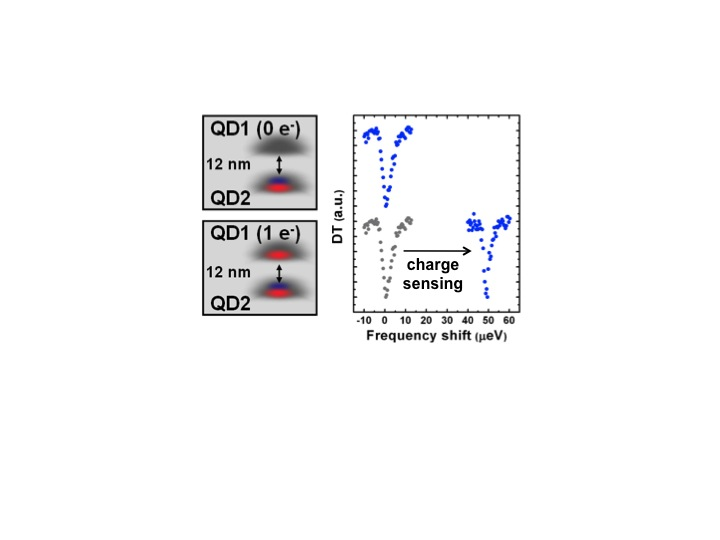 QD1 (0 e⁻)
12 nm
QD2
QD1 (1 e⁻)
12 nm
QD2
DT (a.u.)
charge
sensing
-10 0 10 20 30 40 50 60
Frequency shift (μeV)